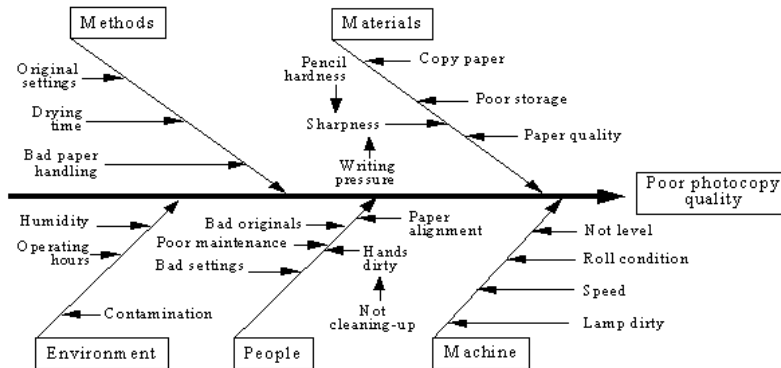 Methods
Materials
Original
settings
Drying
time
Bad paper
handling
Pencil
hardness
Sharpness
Writing
pressure
Copy paper
Poor storage
Paper quality
Poor photocopy
quality
Humidity
Operating
hours
Contamination
Bad originals
Poor maintenance
Bad settings
Paper
alignment
Hands
dirty
Not
cleaning-up
Not level
Roll condition
Speed
Lamp dirty
Environment
People
Machine